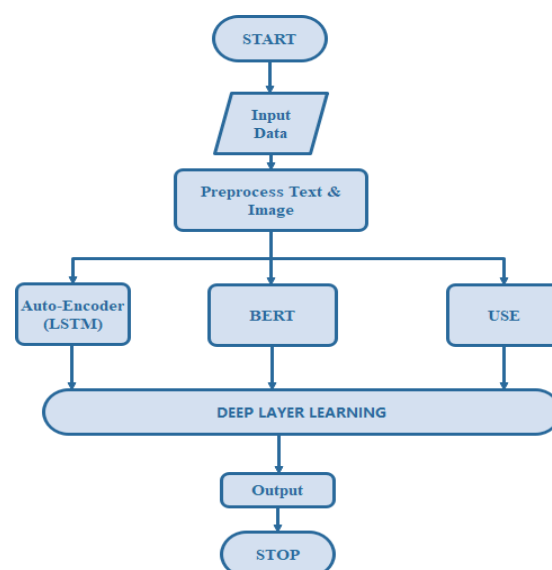 START
Input
Data
Preprocess Text &
Image
Auto-Encoder
(LSTM)
BERT
USE
DEEP LAYER LEARNING
Output
STOP